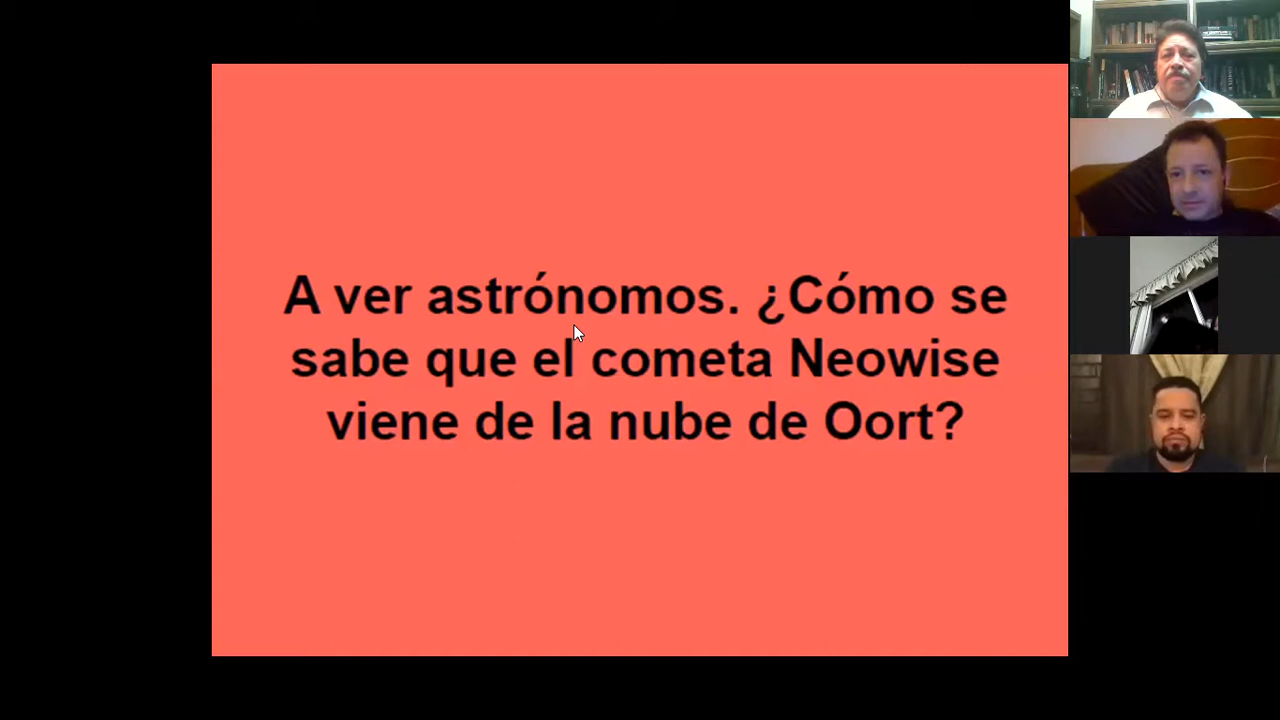 A ver astrónomos. ¿Cómo se
sabe que el cometa Neowise
viene de la nube de Oort?